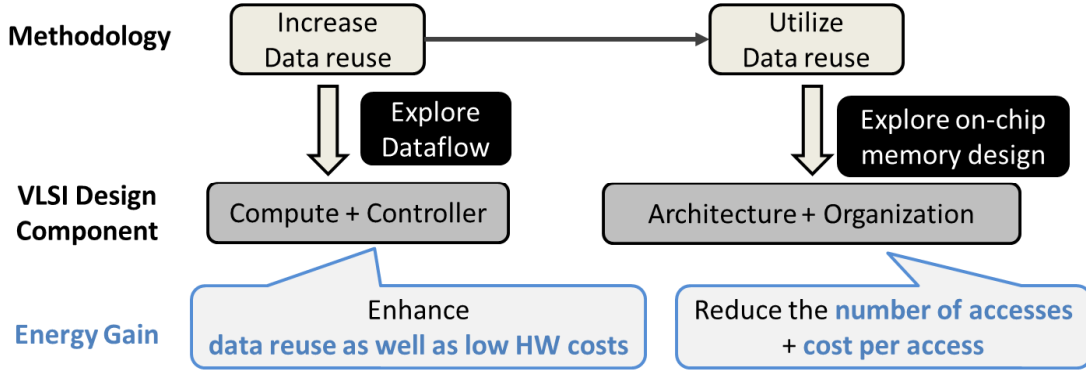 Methodology
Increase
Data reuse
Utilize
Data reuse
Explore
Dataflow
Explore on-chip
memory design
VLSI Design
Component
Compute + Controller
Architecture + Organization
Energy Gain
Enhance
data reuse as well as low HW costs
Reduce the number of accesses
+ cost per access